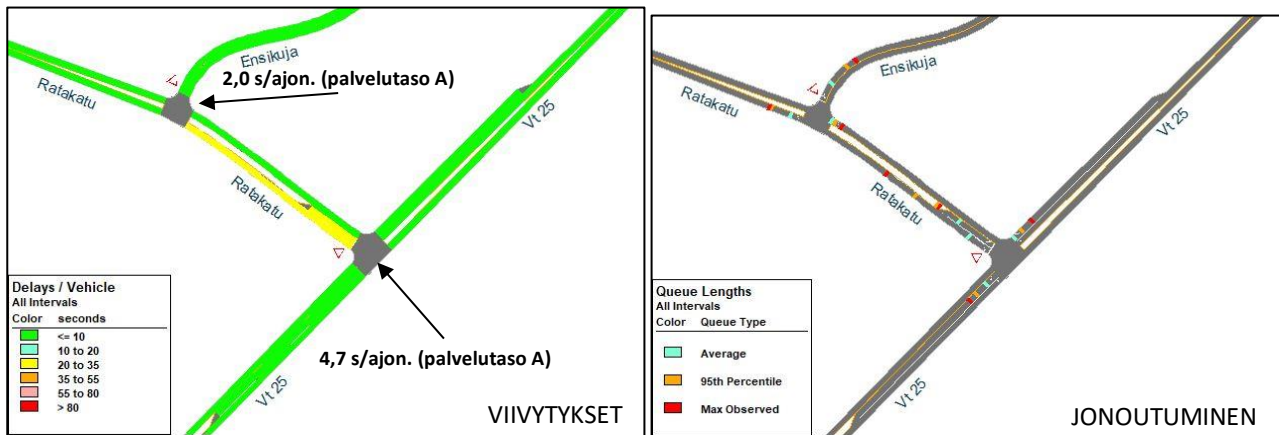 Ensikuja
2,0 s/ajon. (palvelutaso A)
Ratakatu
Vt 25
Ratakatu
Delays / Vehicle
All Intervals
Color seconds
<= 10
10 to 20
20 to 35
35 to 55
55 to 80
> 80
4,7 s/ajon. (palvelutaso A)
Vt 25
VIIVYTYKSET
Ensikuja
Ratakatu
Vt 25
Ratakatu
Queue Lengths
All Intervals
Color Queue Type
Average
95th Percentile
Max Observed
Vt 25
JONOUTUMINEN